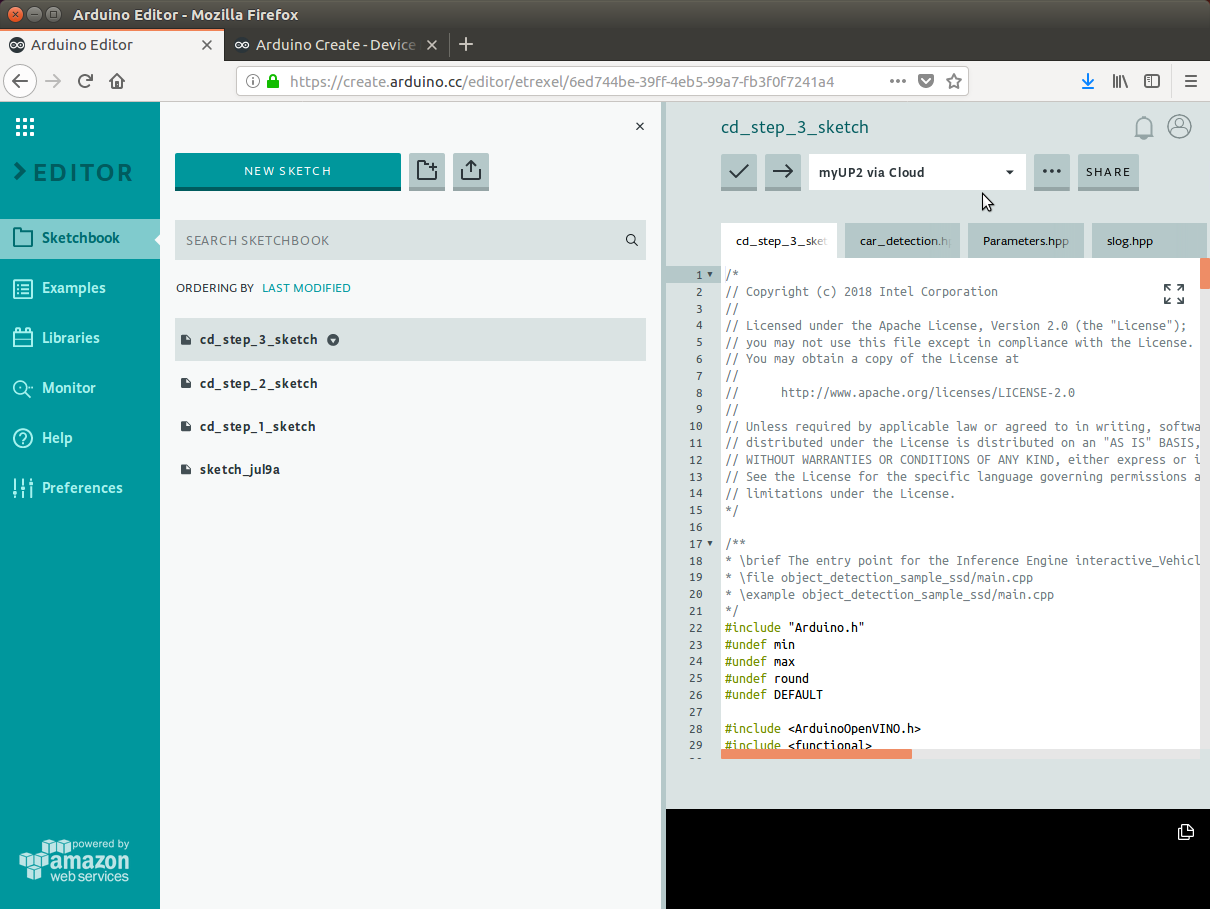 Arduino Editor - Mozilla Firefox
Arduino Editor
Arduino Create - Device
https://create.arduino.cc/editor/etrexel/6ed744be-39ff-4eb5-99a7-fb3f0f7241a4
EDITOR
Sketchbook
Examples
Libraries
Monitor
Help
Preferences
powered by
amazon
web services
NEW SKETCH
SEARCH SKETCHBOOK
ORDERING BY LAST MODIFIED
cd_step_3_sketch
cd_step_2_sketch
cd_step_1_sketch
sketch_jul9a
cd_step_3_sketch
myUP2 via Cloud
SHARE
cd_step_3_sket car_detection.h Parameters.hpp slog.hpp
1 /*
2 // Copyright (c) 2018 Intel Corporation
3 //
4 // Licensed under the Apache License, Version 2.0 (the "License");
5 // you may not use this file except in compliance with the License.
6 // You may obtain a copy of the License at
7 //
8 // http://www.apache.org/licenses/LICENSE-2.0
9 //
10 // Unless required by applicable law or agreed to in writing, softwa
11 // distributed under the License is distributed on an "AS IS" BASIS,
12 // WITHOUT WARRANTIES OR CONDITIONS OF ANY KIND, either express or i
13 // See the License for the specific language governing permissions a
14 // limitations under the License.
15 */
16
17 /**
18 * \brief The entry point for the Inference Engine interactive_Vehicl
19 * \file object_detection_sample_ssd/main.cpp
20 * \example object_detection_sample_ssd/main.cpp
21 */
22 #include "Arduino.h"
23 #undef min
24 #undef max
25 #undef round
26 #undef DEFAULT
27
28 #include <ArduinoOpenVINO.h>
29 #include <functional>